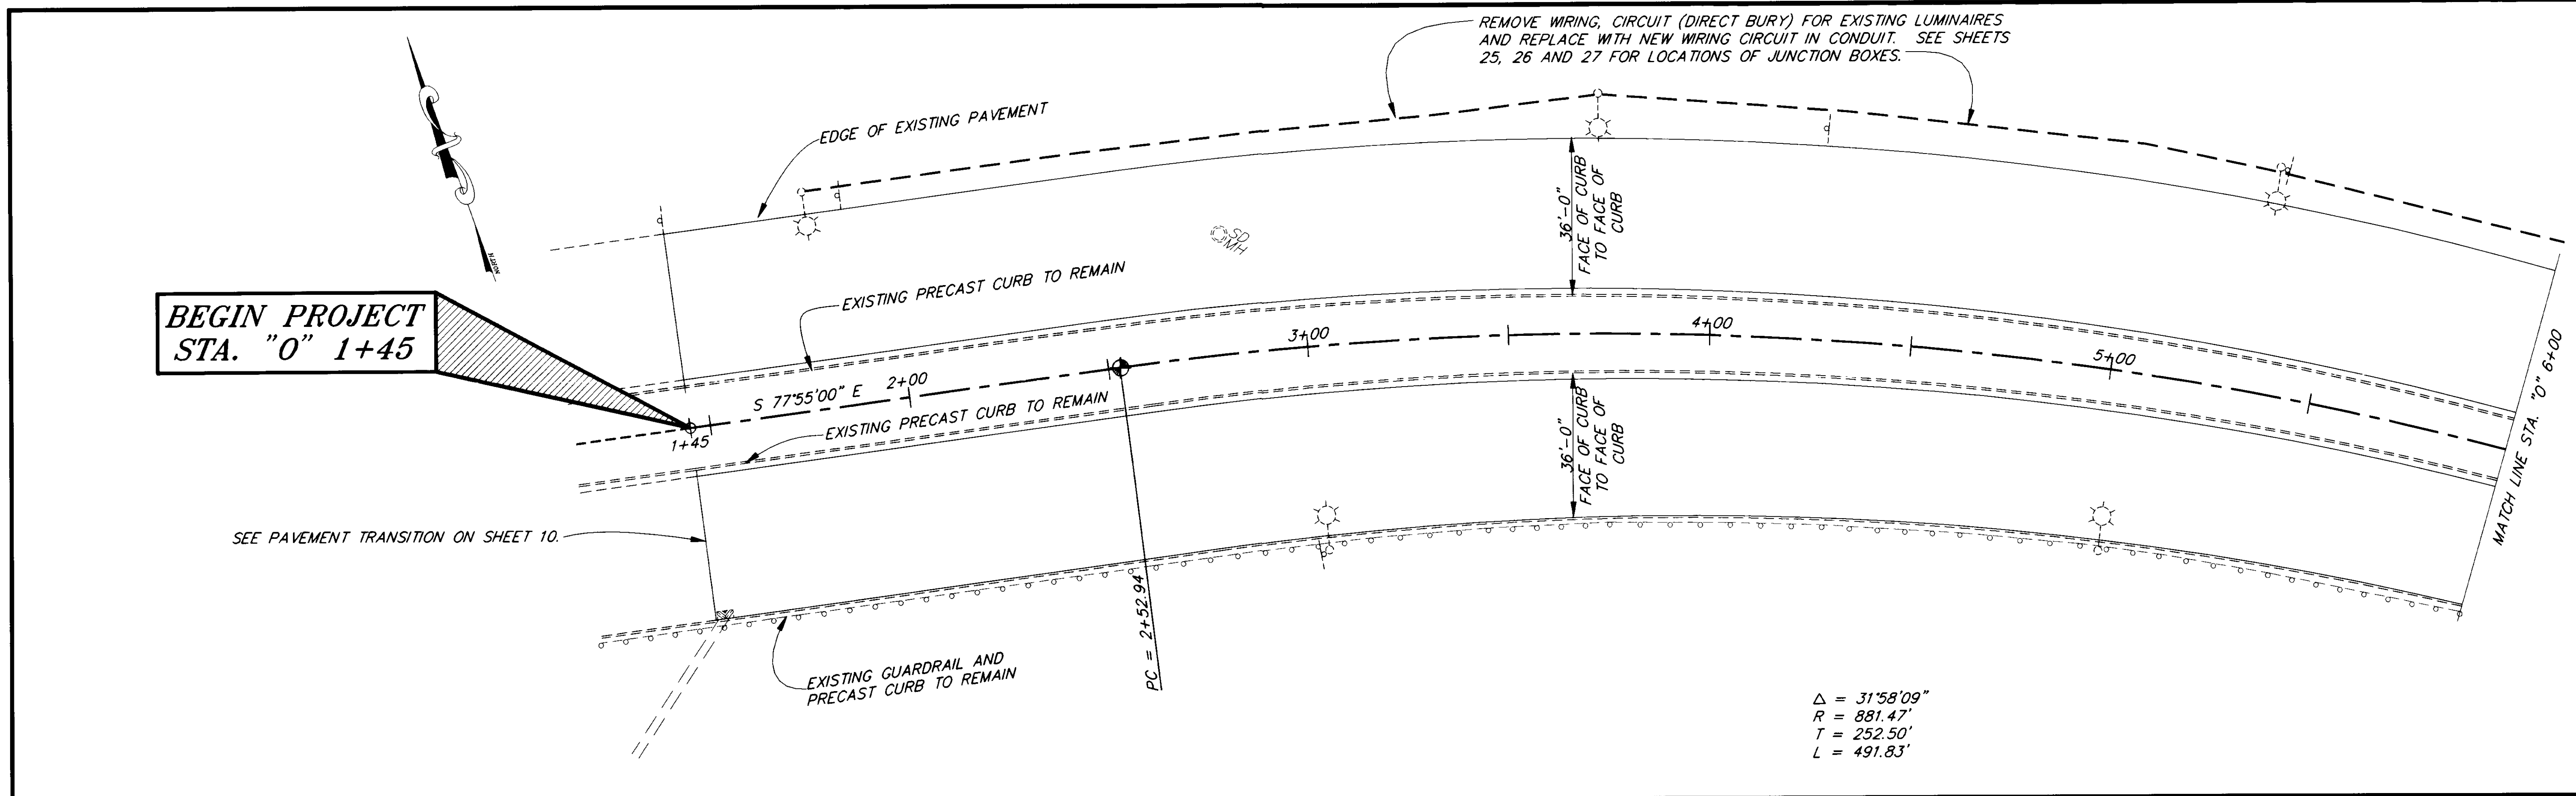 REMOVE WIRING, CIRCUIT (DIRECT BURY) FOR EXISTING LUMINAIRES
AND REPLACE WITH NEW WIRING CIRCUIT IN CONDUIT. SEE SHEETS
25, 26 AND 27 FOR LOCATIONS OF JUNCTION BOXES.
EDGE OF EXISTING PAVEMENT
NORTH
SD
MH
36'-0"
FACE OF CURB
TO FACE OF
CURB
EXISTING PRECAST CURB TO REMAIN
BEGIN PROJECT
STA. "O" 1+45
1+45
S 77°55'00" E
2+00
3+00
4+00
5+00
EXISTING PRECAST CURB TO REMAIN
MATCH LINE STA. "O" 6+00
36'-0"
FACE OF CURB
TO FACE OF
CURB
SEE PAVEMENT TRANSITION ON SHEET 10.
PC = 2+52.94
EXISTING GUARDRAIL AND
PRECAST CURB TO REMAIN
Δ = 31°58'09"
R = 881.47'
T = 252.50'
L = 491.83'